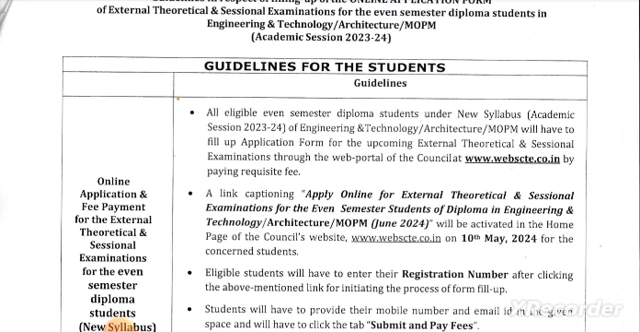 of External Theoretical & Sessional Examinations for the even semester diploma students in
Engineering & Technology/Architecture/MOPM
(Academic Session 2023-24)
GUIDELINES FOR THE STUDENTS
Guidelines
Online
Application &
Fee Payment
for the External
Theoretical &
Sessional
Examinations
for the even
semester
diploma
students
(New Syllabus)
• All eligible even semester diploma students under New Syllabus (Academic
Session 2023-24) of Engineering &Technology/Architecture/MOPM will have to
fill up Application Form for the upcoming External Theoretical & Sessional
Examinations through the web-portal of the Councilat www.webscte.co.in by
paying requisite fee.
• A link captioning "Apply Online for External Theoretical & Sessional
Examinations for the Even Semester Students of Diploma in Engineering &
Technology/Architecture/MOPM (June 2024)" will be activated in the Home
Page of the Council's website, www.webscte.co.in on 10th May, 2024 for the
concerned students.
• Eligible students will have to enter their Registration Number after clicking
the above-mentioned link for initiating the process of form fill-up.
• Students will have to provide their mobile number and email id in the given
space and will have to click the tab "Submit and Pay Fees".
XRecorder